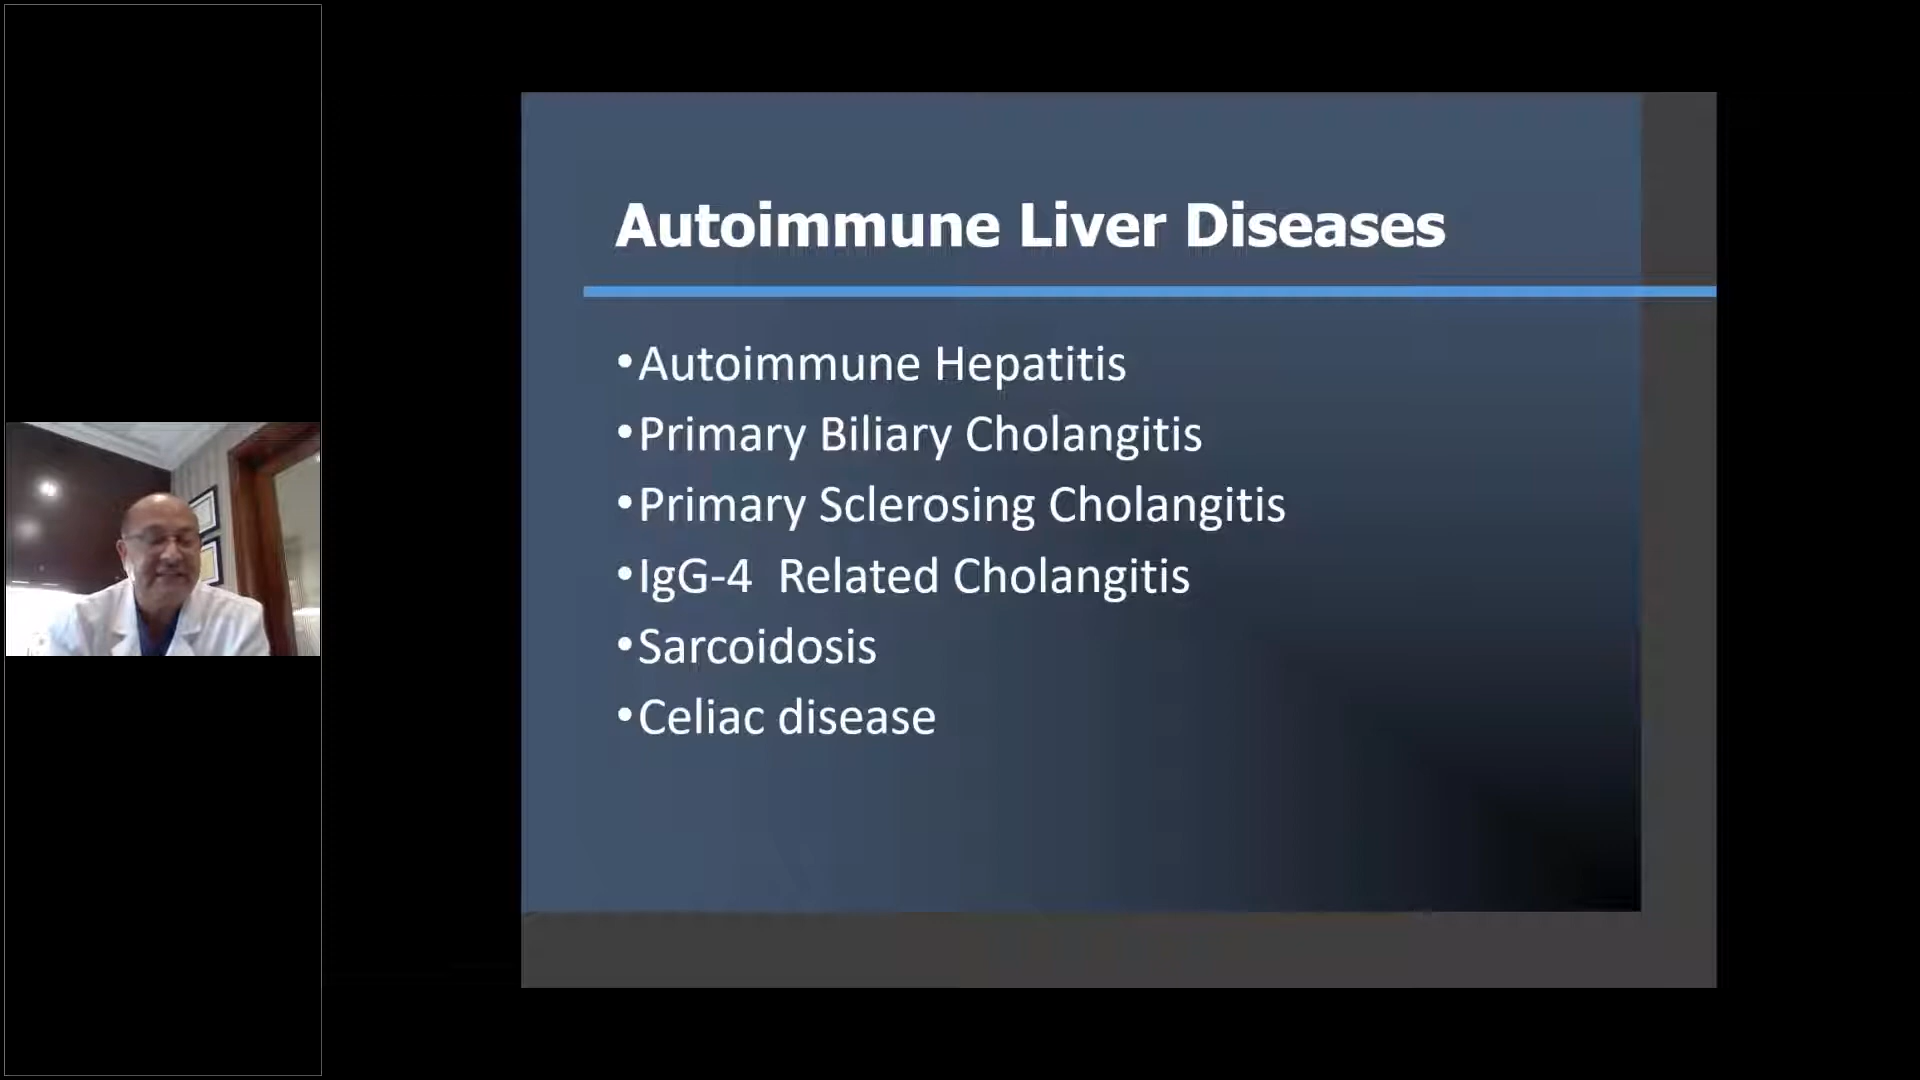 Autoimmune Liver Diseases
•Autoimmune Hepatitis
•Primary Biliary Cholangitis
•Primary Sclerosing Cholangitis
•IgG-4  Related Cholangitis
•Sarcoidosis
•Celiac disease